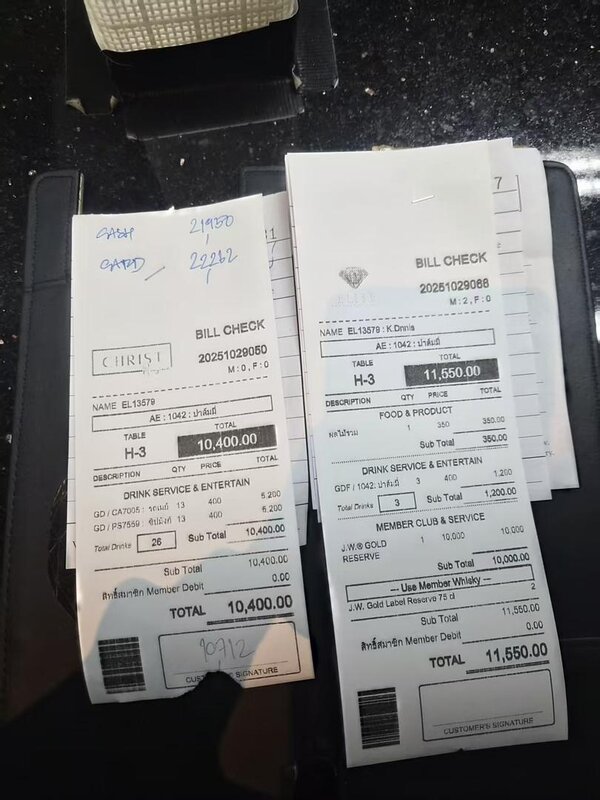 CASH 21950
CARD 22262
BILL CHECK
CHRIST
20251029050
M:0, F:0
NAME EL13579
AE : 1042 : ปาล์มมี่
TABLE TOTAL
H-3 10,400.00
DESCRIPTION QTY PRICE TOTAL
DRINK SERVICE & ENTERTAIN
GD / CA7005 : 13 400 5,200
GD / PS7559 : 13 400 5,200
Total Drinks 26 Sub Total 10,400.00
Sub Total 10,400.00
สิทธิ์สมาชิก Member Debit 0.00
TOTAL 10,400.00
CUSTOMER'S SIGNATURE
7
BILL CHECK
20251029068
M:2, F:0
NAME EL13579 : K.Dnnis
AE : 1042 : ปาล์มมี่
TABLE TOTAL
H-3 11,550.00
DESCRIPTION QTY PRICE TOTAL
FOOD & PRODUCT
ผลไม้รวม 1 350 350.00
Sub Total 350.00
DRINK SERVICE & ENTERTAIN
GDF / 1042: ปาล์มมี่ 3 400 1,200
Total Drinks 3 Sub Total 1,200.00
MEMBER CLUB & SERVICE
J.W.® GOLD RESERVE 1 10,000 10,000
Sub Total 10,000.00
--- Use Member Whisky ---
J.W. Gold Label Reserve 75 cl 2
Sub Total 11,550.00
สิทธิ์สมาชิก Member Debit 0.00
TOTAL 11,550.00
CUSTOMER'S SIGNATURE